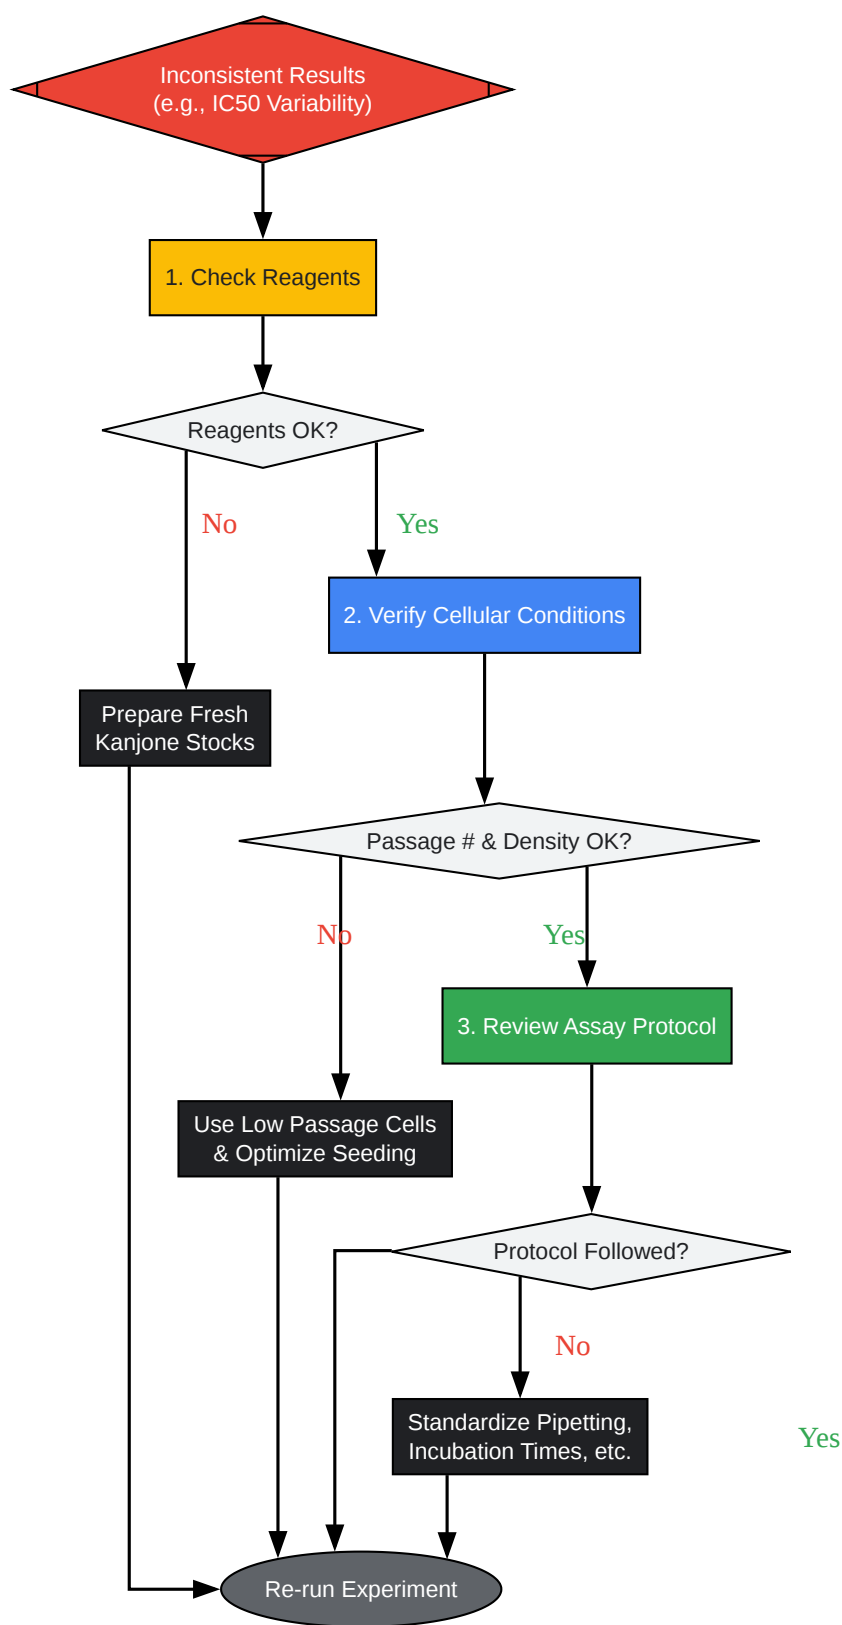 Inconsistent Results
(e.g., IC50 Variability)
1. Check Reagents
Reagents OK?
No
Yes
2. Verify Cellular Conditions
Prepare Fresh
Kanjone Stocks
Passage # & Density OK?
No
Yes
3. Review Assay Protocol
Use Low Passage Cells
& Optimize Seeding
Protocol Followed?
No
Standardize Pipetting,
Incubation Times, etc.
Yes
Re-run Experiment